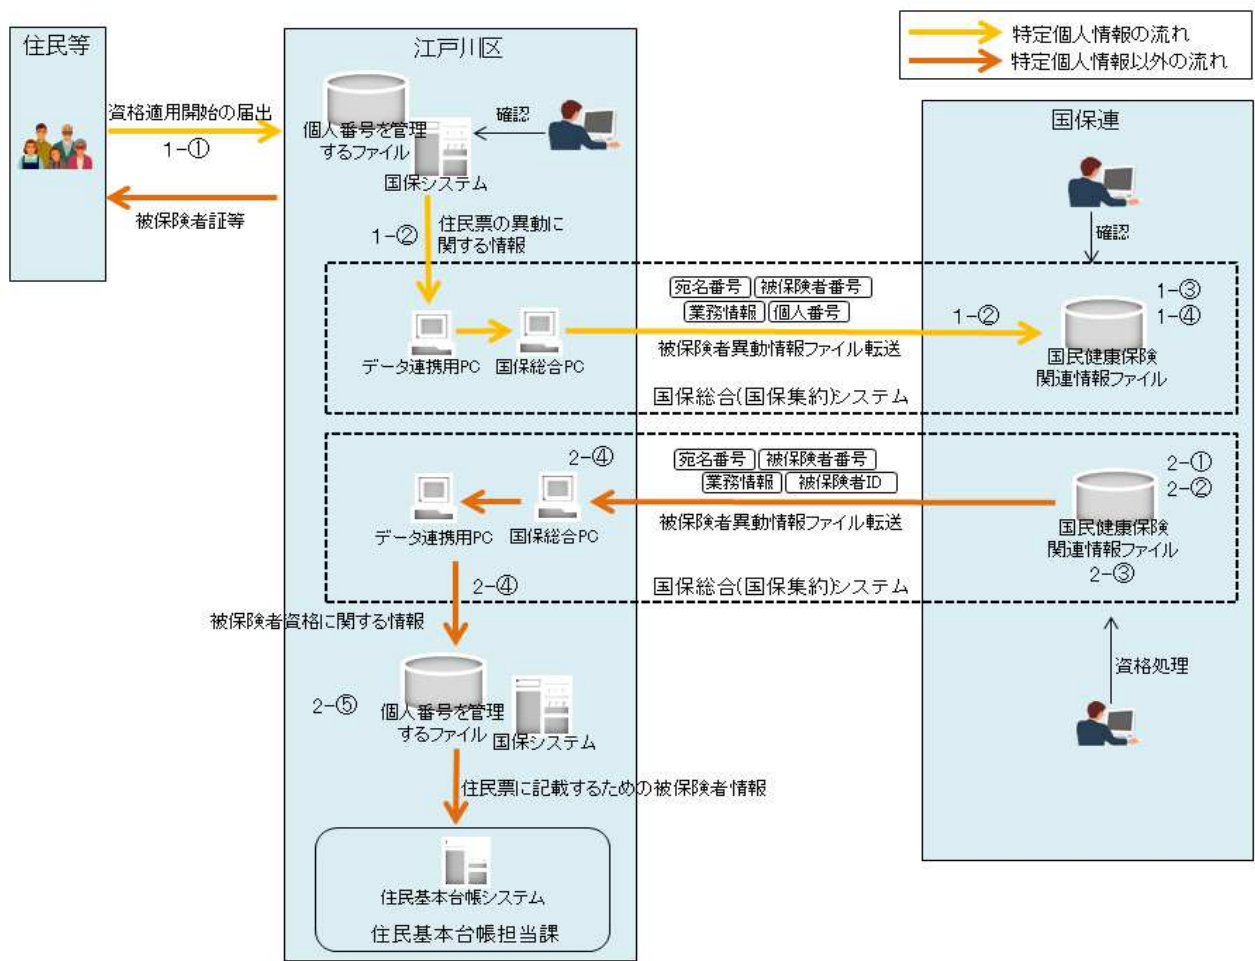 特定個人情報の流れ
特定個人情報以外の流れ
住民等
資格適用開始の届出
1-①
被保険者証等
江戸川区
個人番号を管理
するファイル
国保システム
確認
1-②
住民票の異動に
関する情報
データ連携用PC
国保総合PC
宛名番号
被保険者番号
業務情報
個人番号
1-②
被保険者異動情報ファイル転送
国保総合(国保集約)システム
国保連
確認
1-③
1-④
国民健康保険
関連情報ファイル
2-④
データ連携用PC
国保総合PC
宛名番号
被保険者番号
業務情報
被保険者ID
被保険者異動情報ファイル転送
国保総合(国保集約)システム
2-①
2-②
国民健康保険
関連情報ファイル
2-③
資格処理
2-④
被保険者資格に関する情報
2-⑤
個人番号を管理
するファイル
国保システム
住民票に記載するための被保険者情報
住民基本台帳システム
住民基本台帳担当課